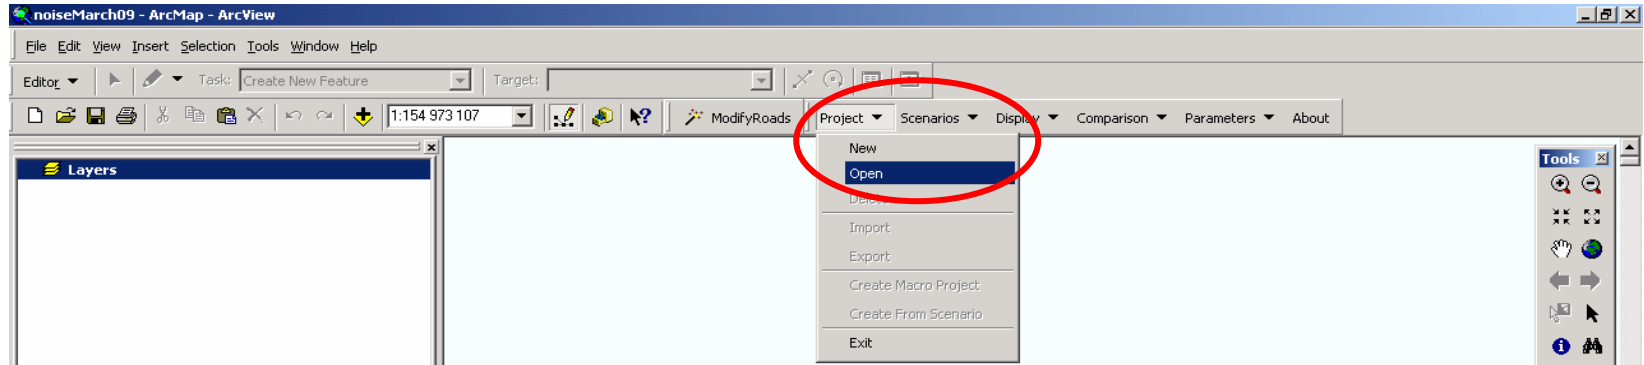 noiseMarch09 - ArcMap - ArcView
File Edit View Insert Selection Tools Window Help
Editor Task: Create New Feature Target:
1:154 973 107 ModifyRoads Project Scenarios Display Comparison Parameters About
Layers
New
Open
Delete
Import
Export
Create Macro Project
Create From Scenario
Exit
Tools